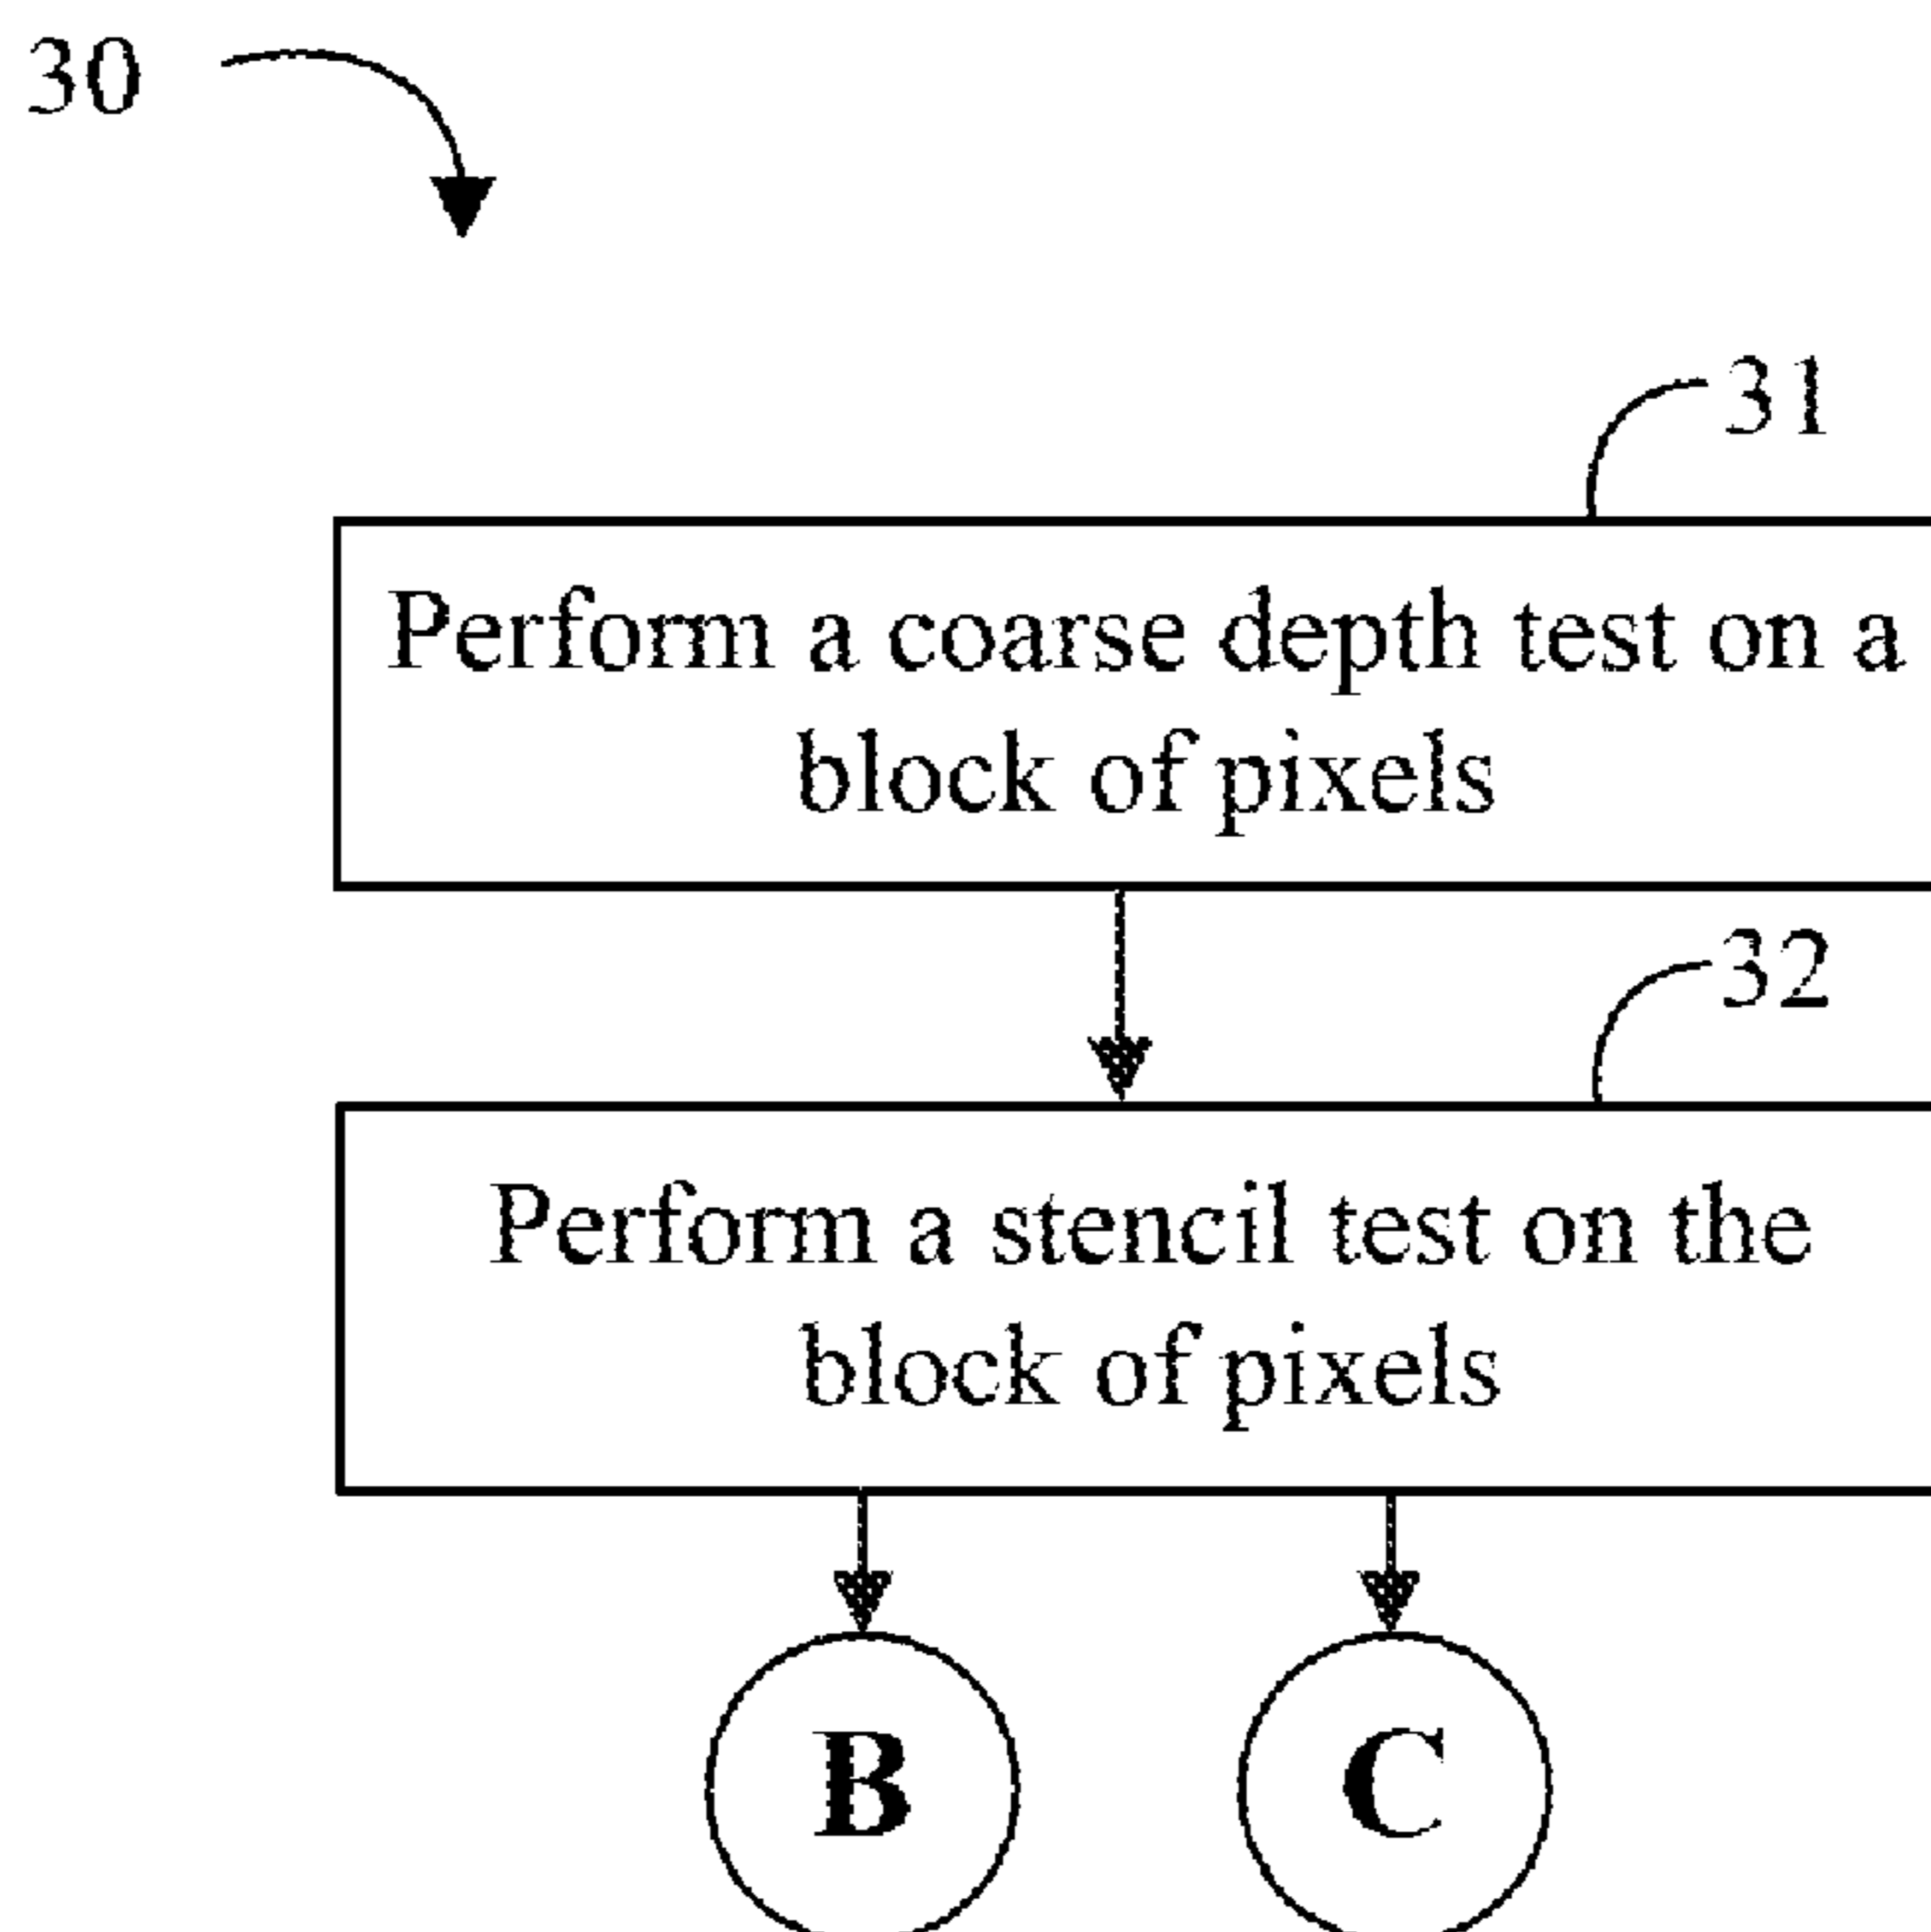 30
31
Perform a coarse depth test on a
block of pixels
32
Perform a stencil test on the
block of pixels
B
C